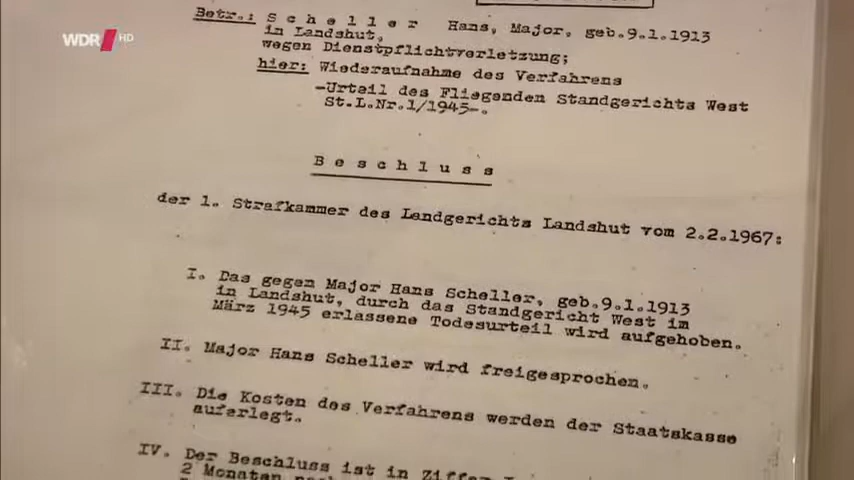 WDR HD
Betr.: Scheller Hans, Major, geb.9.1.1913
in Landshut,
wegen Dienstpflichtverletzung;
hier: Wiederaufnahme des Verfahrens
-Urteil des Fliegenden Standgerichts West
St.L.Nr.1/1945-.
Beschluss
der 1. Strafkammer des Landgerichts Landshut vom 2.2.1967:
I. Das gegen Major Hans Scheller, geb.9.1.1913
in Landshut, durch das Standgericht West im
März 1945 erlassene Todesurteil wird aufgehoben.
II. Major Hans Scheller wird freigesprochen.
III. Die Kosten des Verfahrens werden der Staatskasse
auferlegt.
IV. Der Beschluss ist in Ziffer
2 Monaten